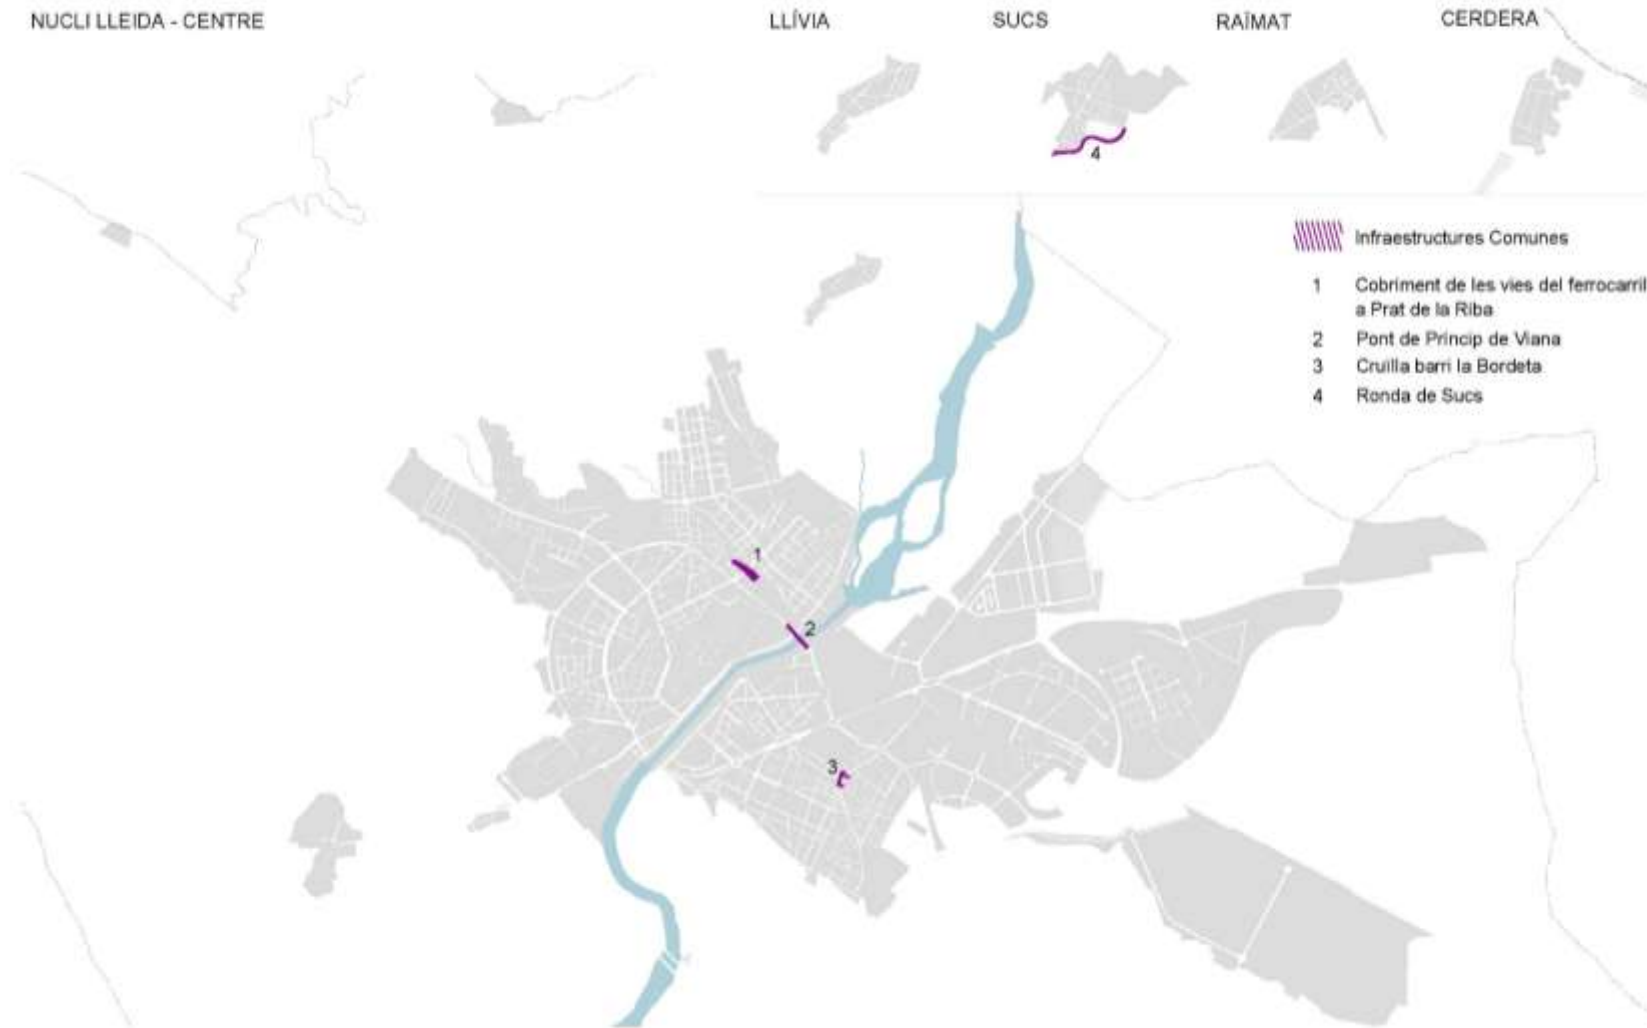 NUCLI LLEIDA - CENTRE
LLÍVIA
SUCS
RAÏMAT
CERDERA
4
Infraestructures Comunes
1 Cobriment de les vies del ferrocarril
a Prat de la Riba
2 Pont de Príncip de Viana
3 Cruïlla barri la Bordeta
4 Ronda de Sucs
1
2
3